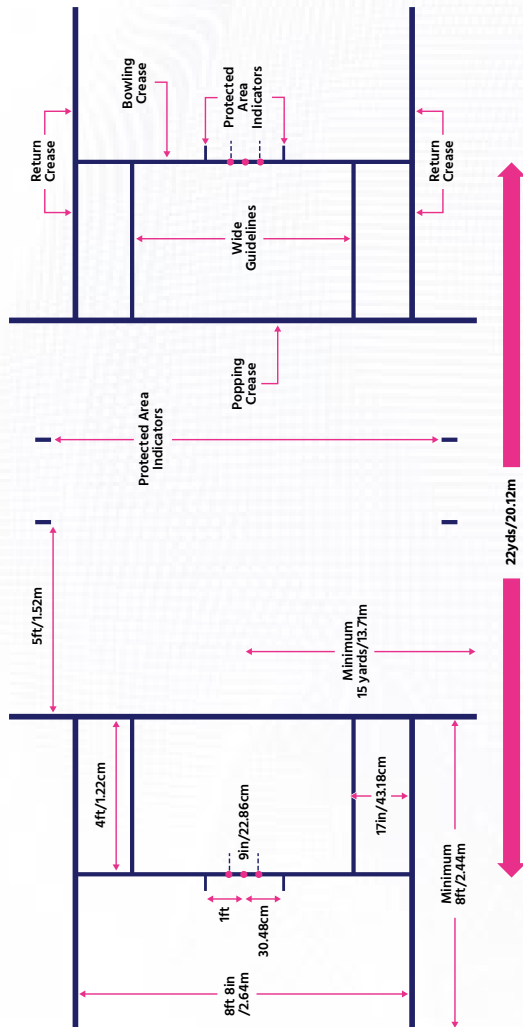 Return
Crease
Bowling
Crease
Protected
Area
Indicators
Return
Crease
Wide
Guidelines
Popping
Crease
Protected Area
Indicators
22yds/20.12m
5ft/1.52m
Minimum
15 yards/13.71m
4ft/1.22cm
9in/22.86cm
17in/43.18cm
1ft
30.48cm
8ft 8in
/2.64m
Minimum
8ft/2.44m